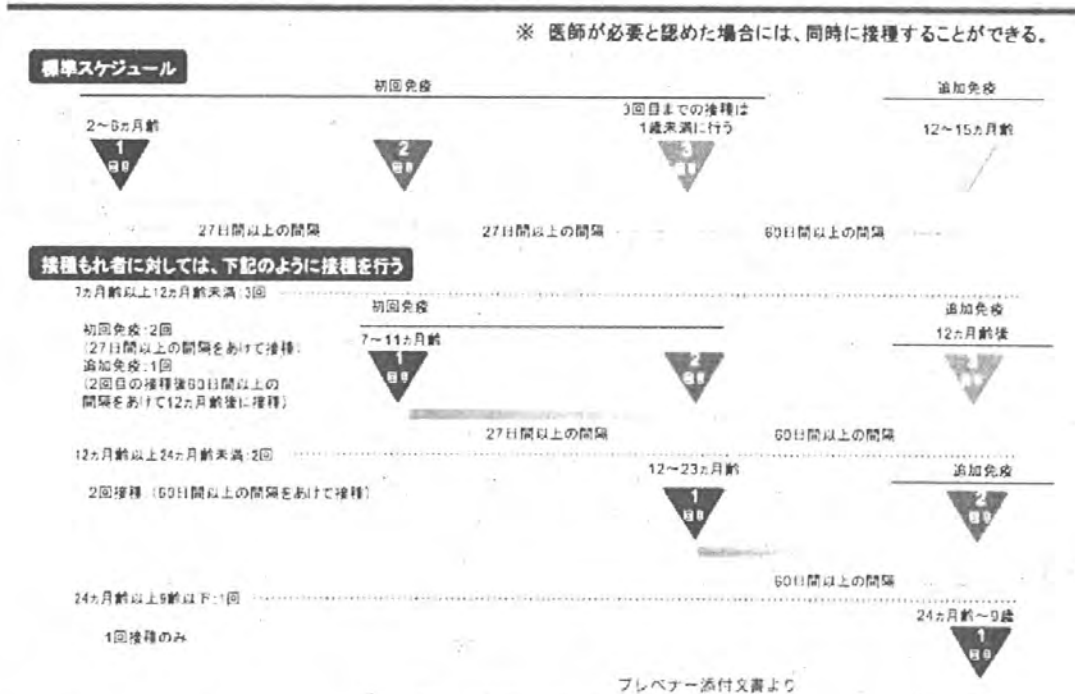 ※ 医師が必要と認めた場合には、同時に接種することができる。
標準スケジュール
初回免疫
追加免疫
2～6ヵ月齢
3回目までの接種は
1歳未満に行う
12～15ヵ月齢
1
回目
2
回目
3
回目
27日間以上の間隔
27日間以上の間隔
60日間以上の間隔
接種もれ者に対しては、下記のように接種を行う
7ヵ月齢以上12ヵ月齢未満:3回
初回免疫
追加免疫
初回免疫:2回
(27日間以上の間隔をあけて接種)
追加免疫:1回
(2回目の接種後60日間以上の
間隔をあけて12ヵ月齢後に接種)
7～11ヵ月齢
12ヵ月齢後
1
回目
2
回目
27日間以上の間隔
60日間以上の間隔
12ヵ月齢以上24ヵ月齢未満:2回
12～23ヵ月齢
追加免疫
2回接種 (60日間以上の間隔をあけて接種)
1
回目
2
回目
60日間以上の間隔
24ヵ月齢以上9齢以下:1回
24ヵ月齢～9歳
1回接種のみ
1
回目
プレベナー添付文書より